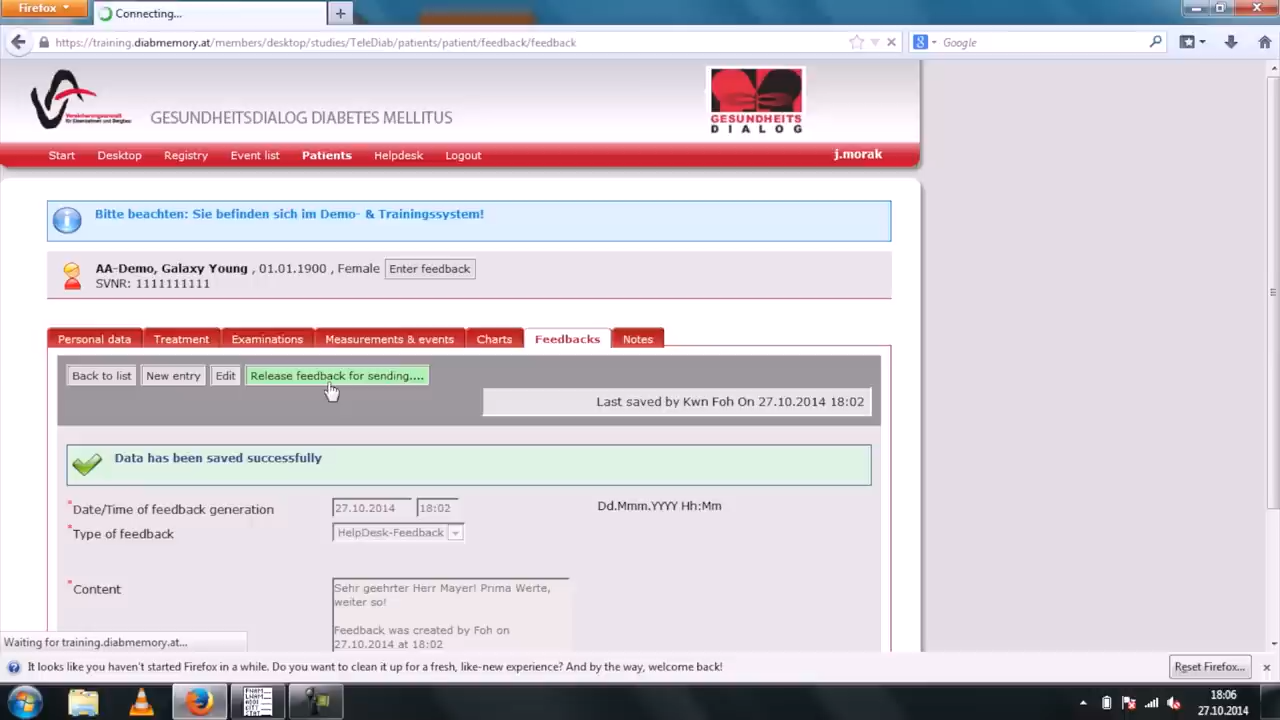 Firefox
Connecting...
https://training.diabmemory.at/members/desktop/studies/TeleDiab/patients/patient/feedback/feedback
Google
Versicherungsanstalt
für Eisenbahnen und Bergbau
GESUNDHEITSDIALOG DIABETES MELLITUS
GESUNDHEITS
DIALOG
Start Desktop Registry Event list Patients Helpdesk Logout j.morak
Bitte beachten: Sie befinden sich im Demo- & Trainingssystem!
AA-Demo, Galaxy Young , 01.01.1900 , Female Enter feedback
SVNR: 1111111111
Personal data Treatment Examinations Measurements & events Charts Feedbacks Notes
Back to list New entry Edit Release feedback for sending....
Last saved by Kwn Foh On 27.10.2014 18:02
Data has been saved successfully
* Date/Time of feedback generation 27.10.2014 18:02 Dd.Mmm.YYYY Hh:Mm
* Type of feedback HelpDesk-Feedback
* Content Sehr geehrter Herr Mayer! Prima Werte,
weiter so!
Feedback was created by Foh on
27.10.2014 at 18:02
Waiting for training.diabmemory.at...
It looks like you haven't started Firefox in a while. Do you want to clean it up for a fresh, like-new experience? And by the way, welcome back! Reset Firefox...
18:06
27.10.2014